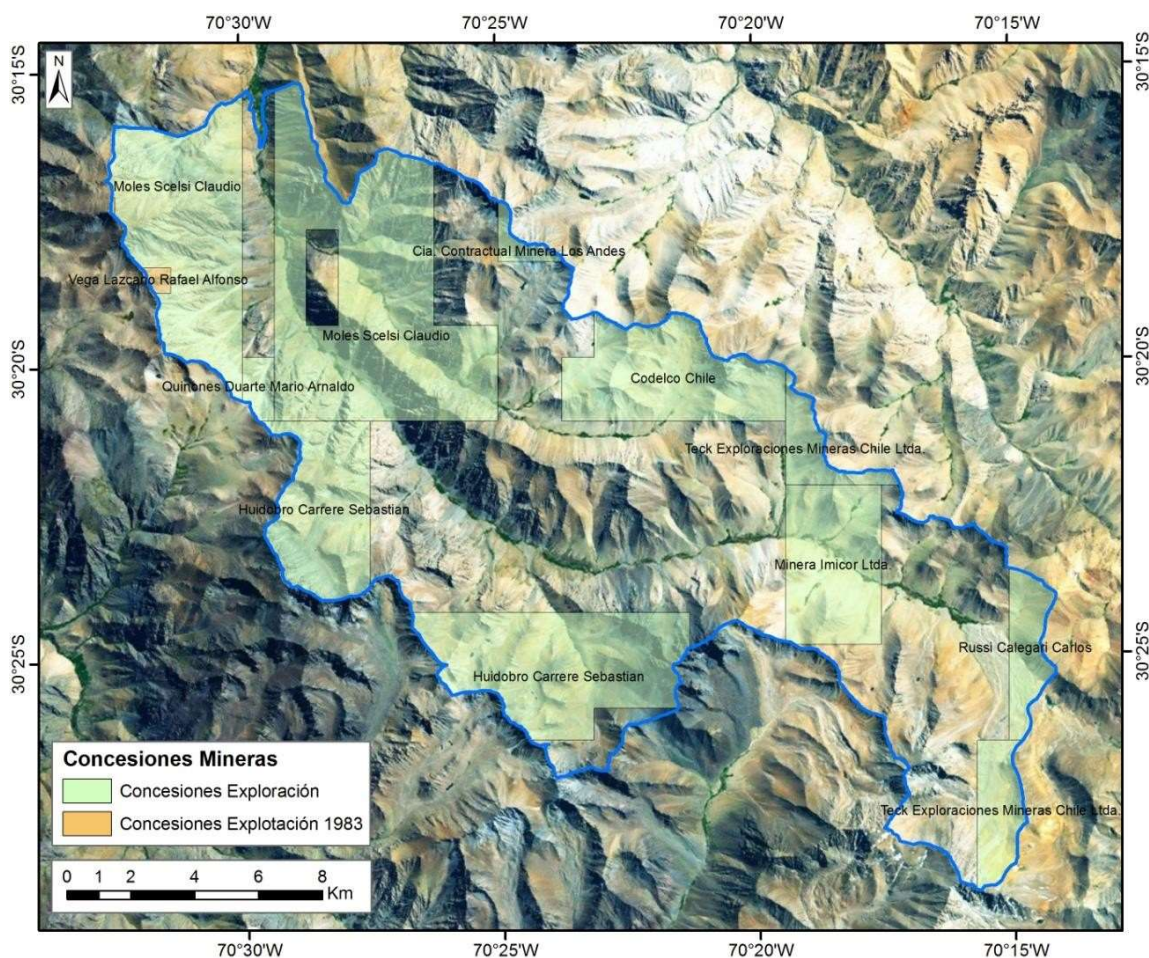 70°30'W 70°25'W 70°20'W 70°15'W
30°15'S 30°15'S
N
Moles Scelsi Claudio
Cia. Contractual Minera Los Andes
Vega Lazcano Rafael Alfonso
Moles Scelsi Claudio
30°20'S 30°20'S
Codelco Chile
Quinones Duarte Mario Arnaldo
Teck Exploraciones Mineras Chile Ltda.
Huidobro Carrere Sebastian
Minera Imicor Ltda.
30°25'S 30°25'S
Russi Calegari Carlos
Huidobro Carrere Sebastian
Concesiones Mineras
Concesiones Exploración
Concesiones Explotación 1983
Teck Exploraciones Mineras Chile Ltda.
0 1 2 4 6 8
Km
70°30'W 70°25'W 70°20'W 70°15'W